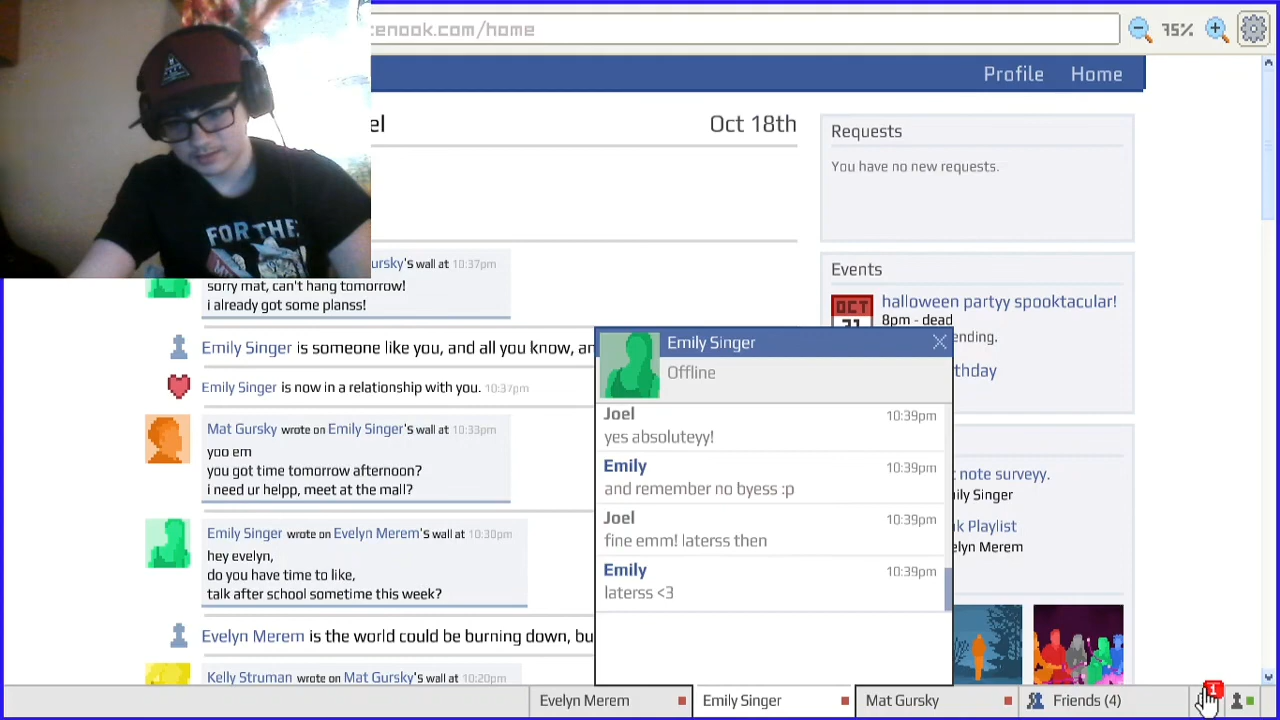 enook.com/home
75%
Profile Home
el
Oct 18th
Requests
You have no new requests.
Events
OCT
31
halloween partyy spooktacular!
8pm - dead
ending.
thday
ursky's wall at 10:37pm
sorry mat, can't hang tomorrow!
i already got some planss!
Emily Singer is someone like you, and all you know, an
Emily Singer is now in a relationship with you. 10:37pm
Mat Gursky wrote on Emily Singer's wall at 10:33pm
yoo em
you got time tomorrow afternoon?
i need ur helpp, meet at the mall?
Emily Singer wrote on Evelyn Merem's wall at 10:30pm
hey evelyn,
do you have time to like,
talk after school sometime this week?
Evelyn Merem is the world could be burning down, bu
Kelly Struman wrote on Mat Gursky's wall at 10:20pm
Emily Singer
Offline
Joel 10:39pm
yes absoluteyy!
Emily 10:39pm
and remember no byess :p
Joel 10:39pm
fine emm! laterss then
Emily 10:39pm
laterss <3
note surveyy.
ily Singer
k Playlist
elyn Merem
Evelyn Merem
Emily Singer
Mat Gursky
Friends (4)
1
FOR THE